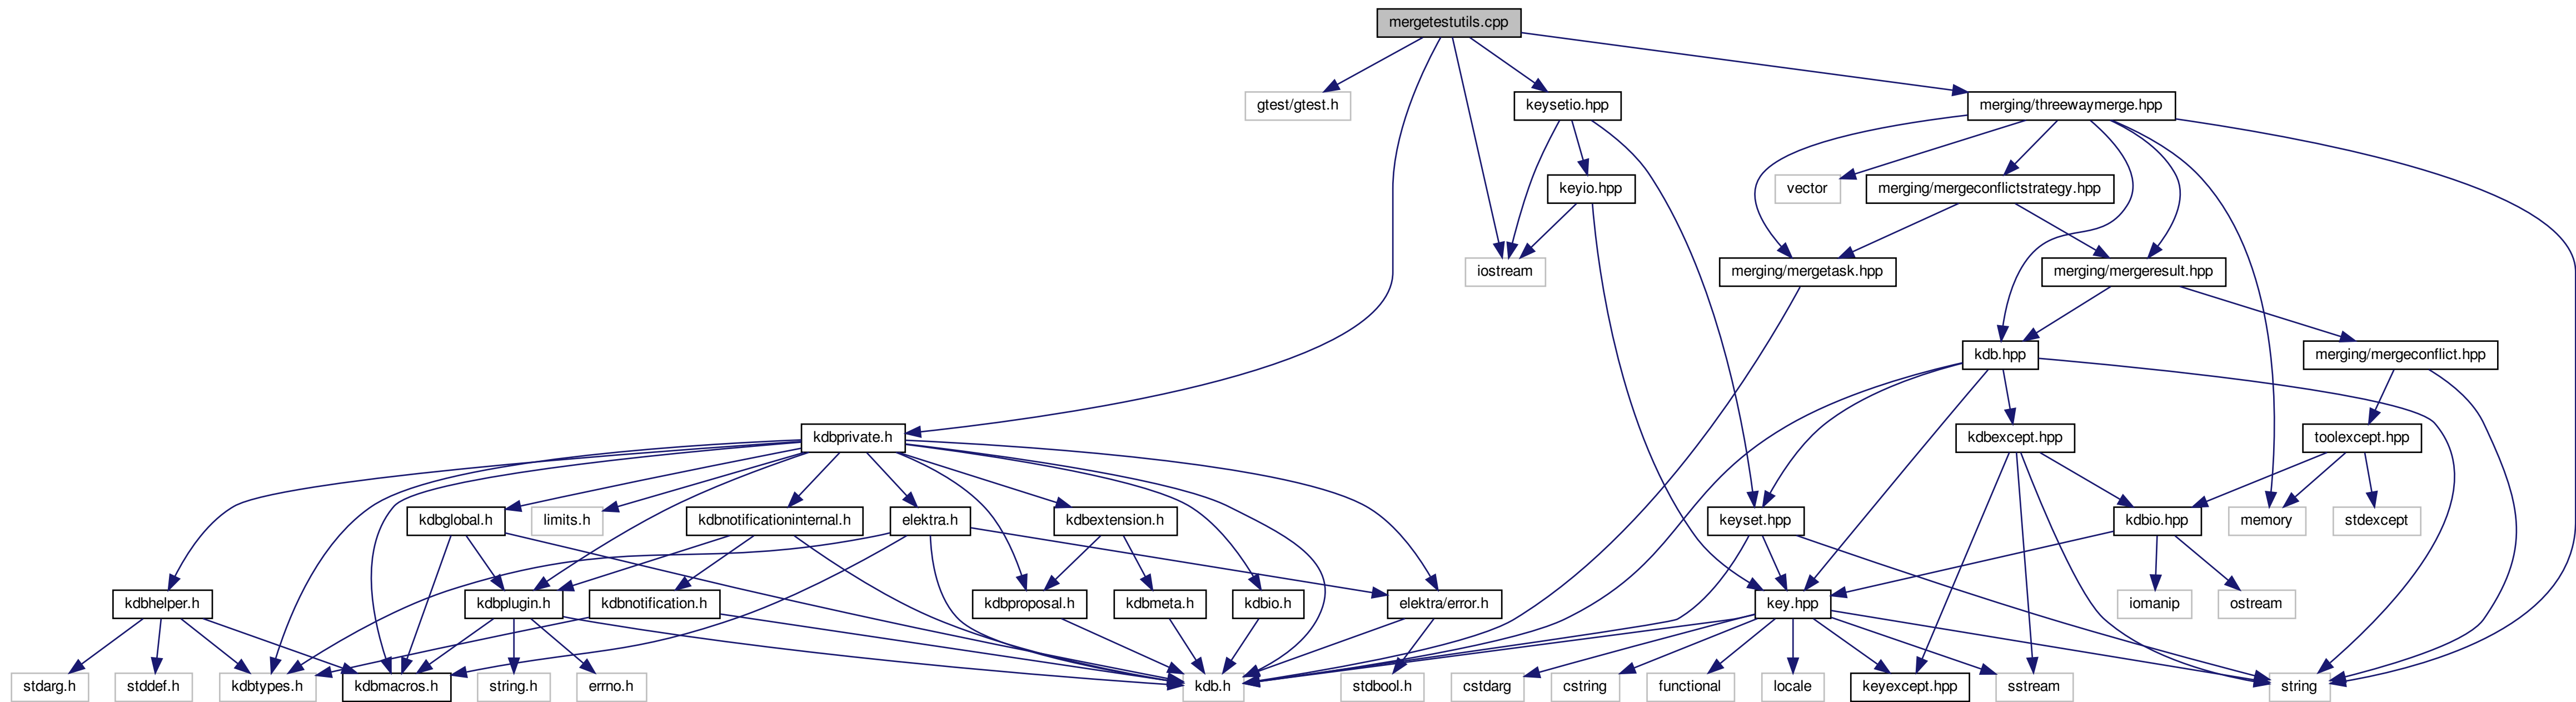 mergetestutils.cpp
gtest/gtest.h
keysetio.hpp
merging/threewaymerge.hpp
keyio.hpp
vector
merging/mergeconflictstrategy.hpp
iostream
merging/mergetask.hpp
merging/mergeresult.hpp
kdb.hpp
merging/mergeconflict.hpp
kdbprivate.h
kdbexcept.hpp
toolexcept.hpp
kdbglobal.h
limits.h
kdbnotificationinternal.h
elektra.h
kdbextension.h
keyset.hpp
kdbio.hpp
memory
stdexcept
kdbhelper.h
kdbplugin.h
kdbnotification.h
kdbproposal.h
kdbmeta.h
kdbio.h
elektra/error.h
key.hpp
iomanip
ostream
stdarg.h
stddef.h
kdbtypes.h
kdbmacros.h
string.h
errno.h
kdb.h
stdbool.h
cstdarg
cstring
functional
locale
keyexcept.hpp
sstream
string